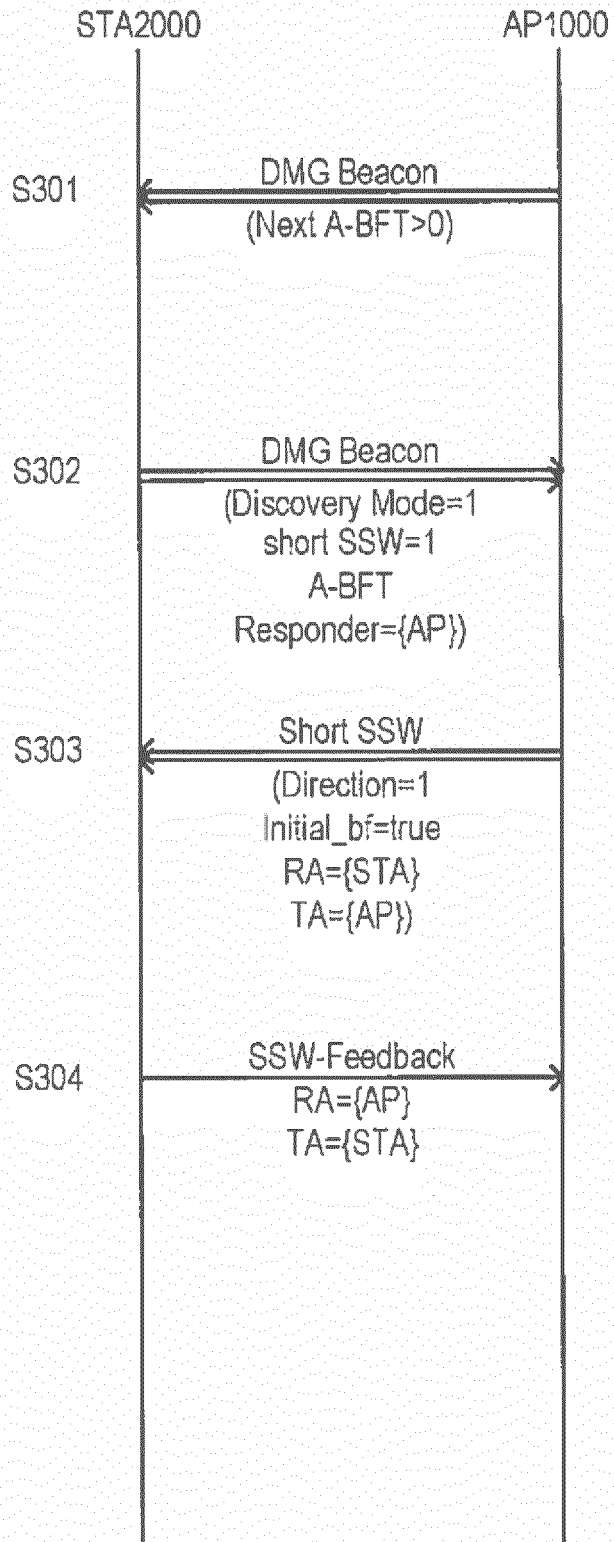 STA2000 AP1000
S301 DMG Beacon
(Next A-BFT>0)
S302 DMG Beacon
(Discovery Mode=1
short SSW=1
A-BFT
Responder={AP})
S303 Short SSW
(Direction=1
Initial_bf=true
RA={STA}
TA={AP})
S304 SSW-Feedback
RA={AP}
TA={STA}